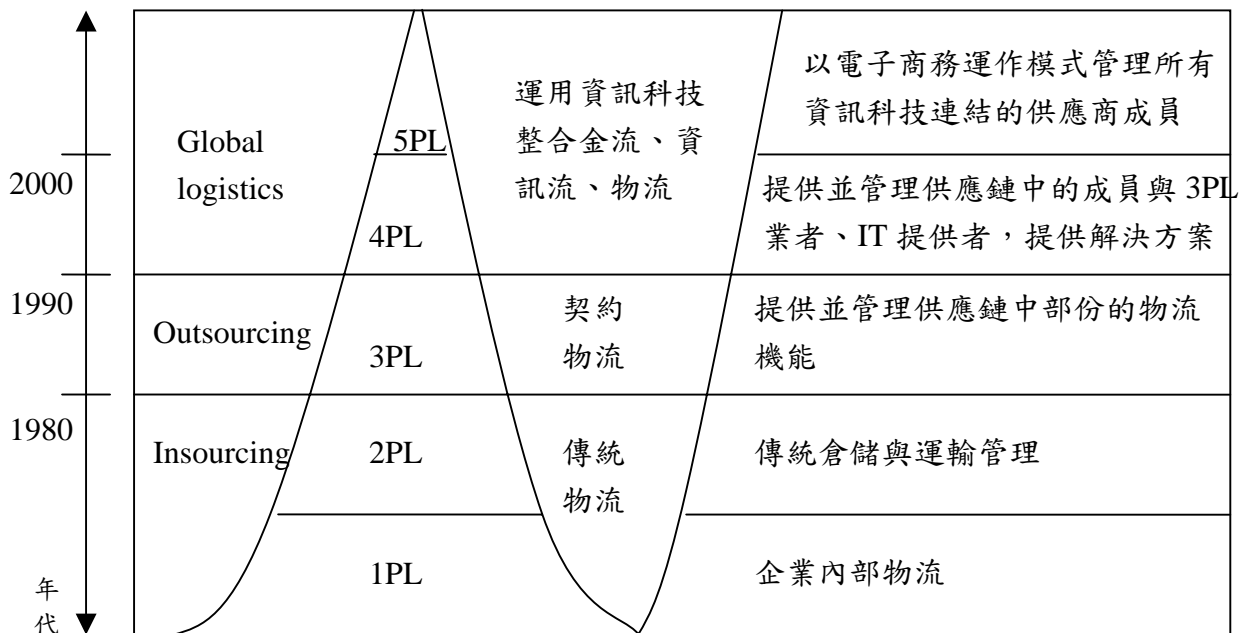 以電子商務運作模式管理所有
資訊科技連結的供應商成員
運用資訊科技
整合金流、資
訊流、物流
Global
logistics
5PL
2000
4PL
提供並管理供應鏈中的成員與 3PL
業者、IT 提供者，提供解決方案
1990
Outsourcing
3PL
契約
物流
提供並管理供應鏈中部份的物流
機能
1980
Insourcing
2PL
傳統
物流
傳統倉儲與運輸管理
1PL
企業內部物流
年
代